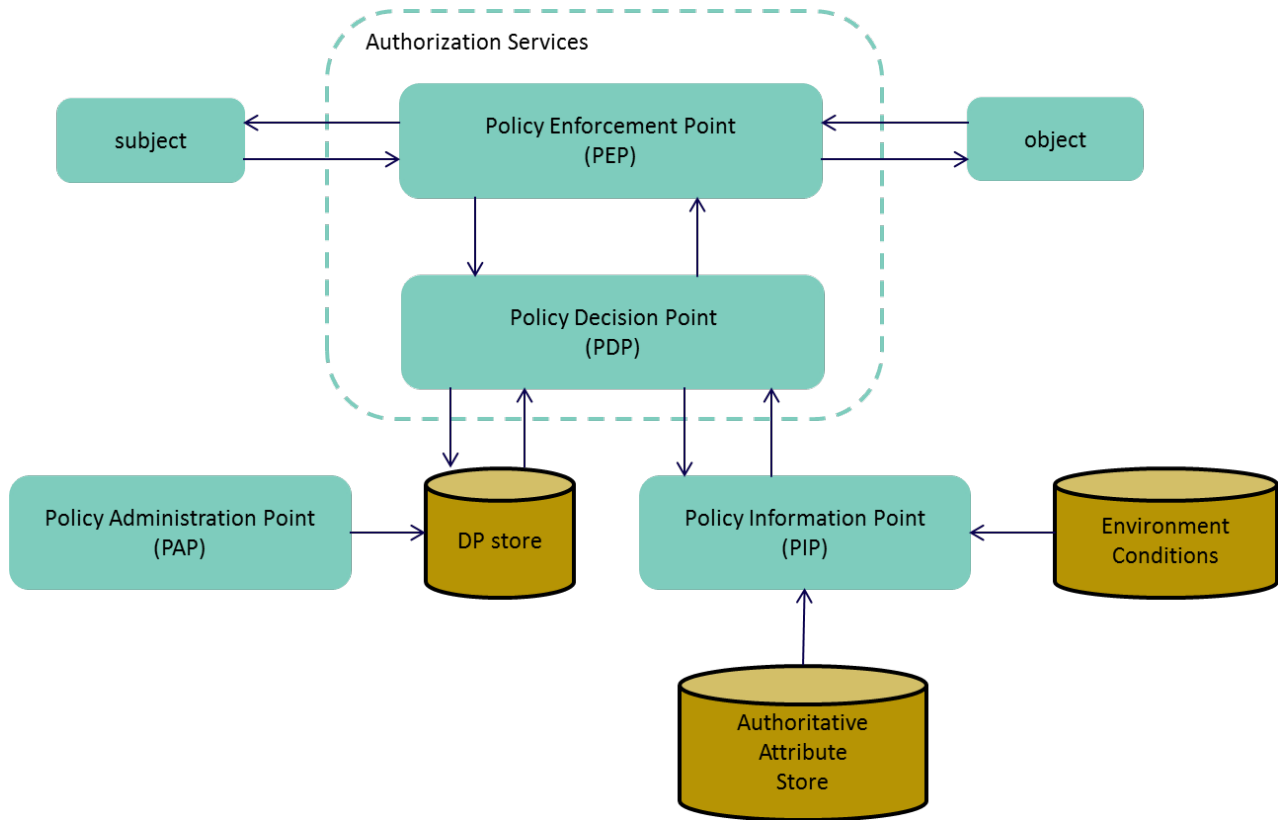 Authorization Services
subject
Policy Enforcement Point
(PEP)
object
Policy Decision Point
(PDP)
Policy Administration Point
(PAP)
DP store
Policy Information Point
(PIP)
Environment
Conditions
Authoritative
Attribute
Store